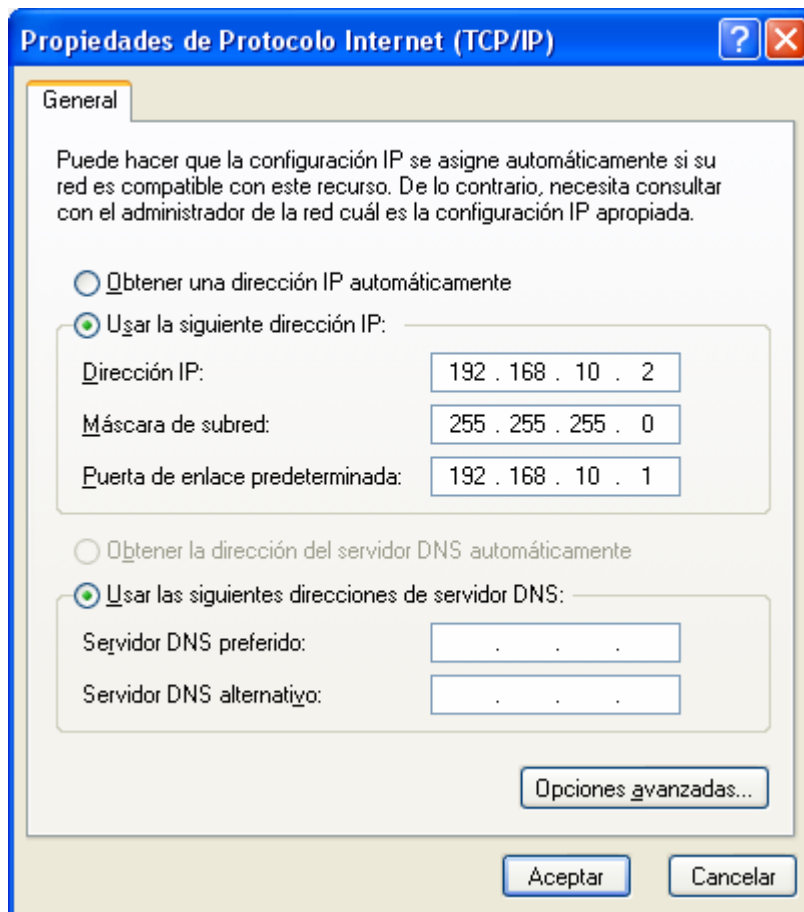 Propiedades de Protocolo Internet (TCP/IP)
General
Puede hacer que la configuración IP se asigne automáticamente si su
red es compatible con este recurso. De lo contrario, necesita consultar
con el administrador de la red cuál es la configuración IP apropiada.
Obtener una dirección IP automáticamente
Usar la siguiente dirección IP:
Dirección IP: 192 . 168 . 10 . 2
Máscara de subred: 255 . 255 . 255 . 0
Puerta de enlace predeterminada: 192 . 168 . 10 . 1
Obtener la dirección del servidor DNS automáticamente
Usar las siguientes direcciones de servidor DNS:
Servidor DNS preferido: . . .
Servidor DNS alternativo: . . .
Opciones avanzadas...
Aceptar Cancelar